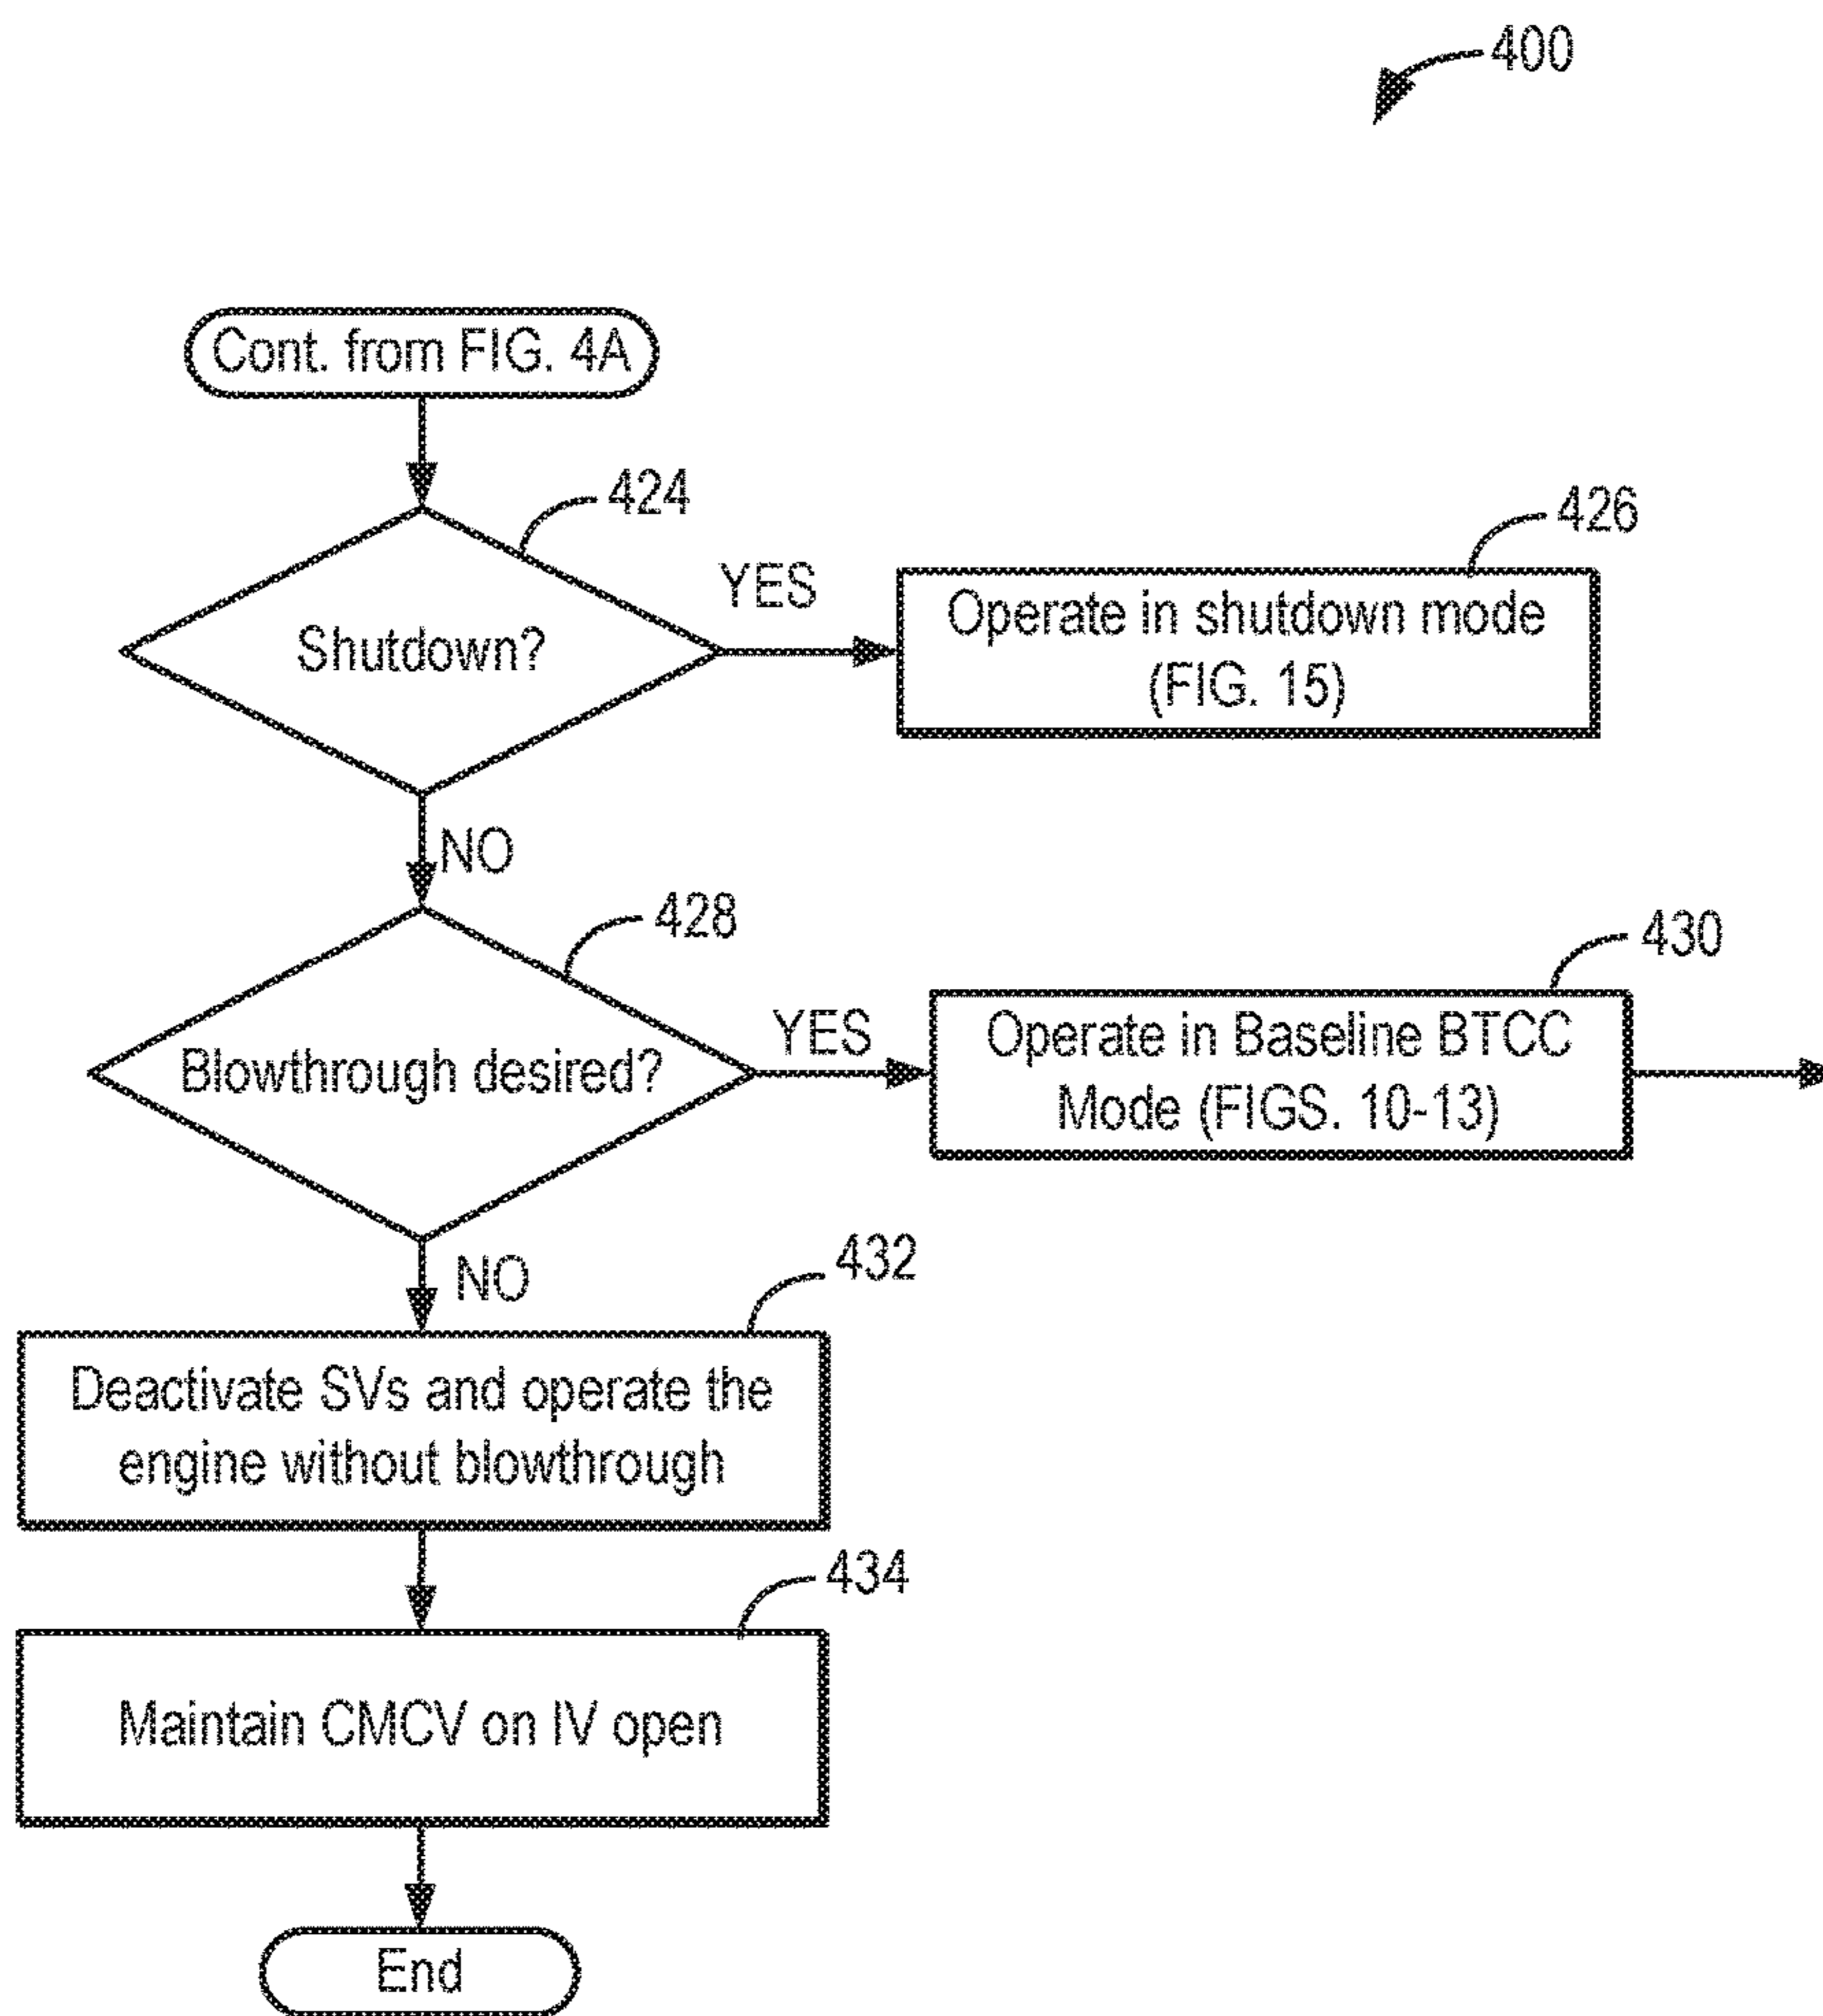 400
Cont. from FIG. 4A
424
Shutdown?
YES
426
Operate in shutdown mode
(FIG. 15)
NO
428
Blowthrough desired?
YES
430
Operate in Baseline BTCC
Mode (FIGS. 10-13)
NO
432
Deactivate SVs and operate the
engine without blowthrough
434
Maintain CMCV on IV open
End